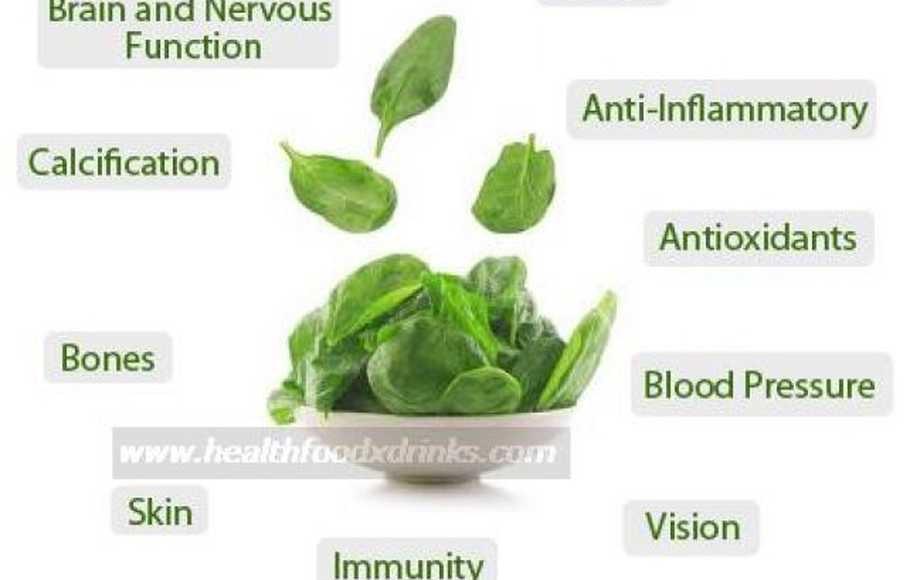 Brain and Nervous
Function
Anti-Inflammatory
Calcification
Antioxidants
Bones
Blood Pressure
www.healthfoodxdrinks.com
Skin
Vision
Immunity